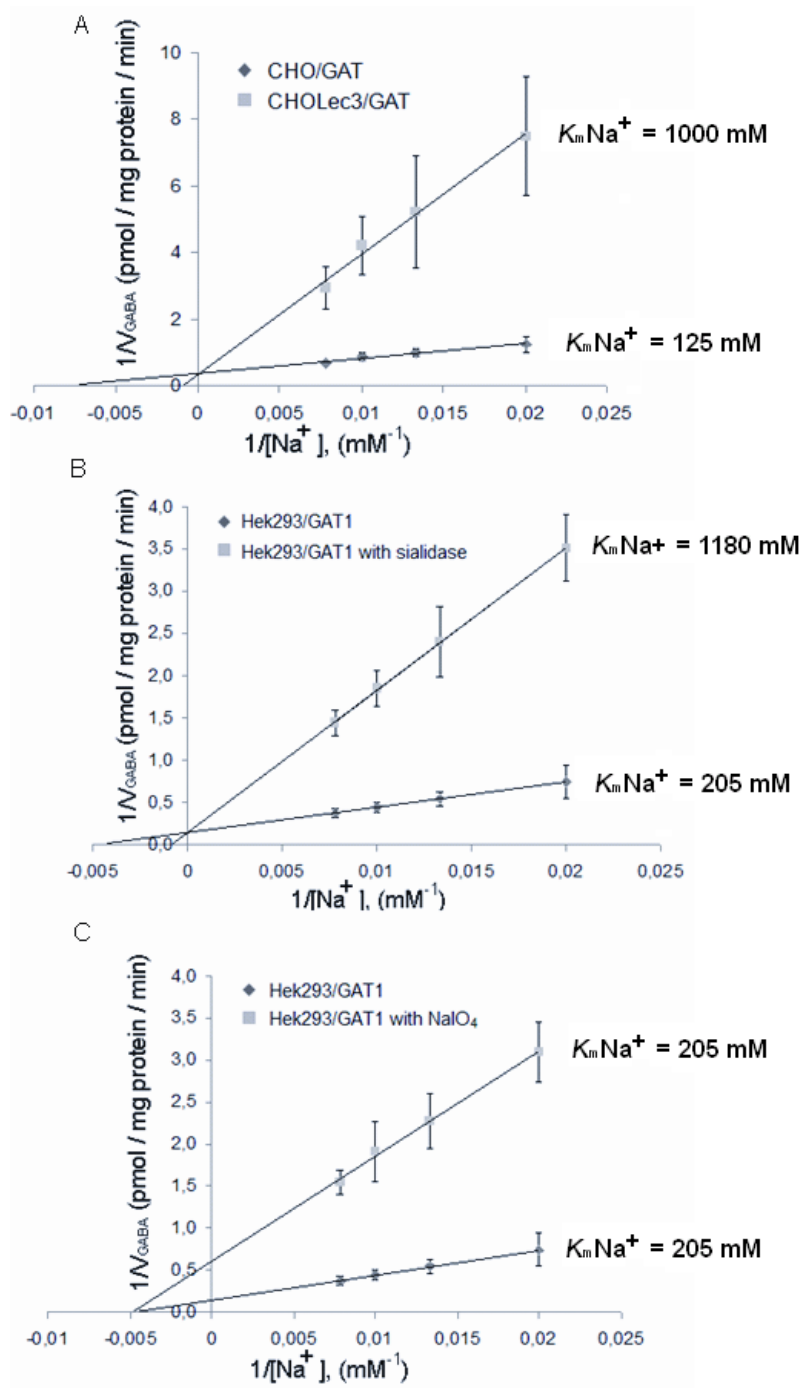 A
10
8
6
4
2
0
-0,01
-0,005
0
0,005
0,01
0,015
0,02
0,025
1/VGABA (pmol / mg protein / min)
1/[Na+], (mM-1)
CHO/GAT
CHOLec3/GAT
KmNa+ = 1000 mM
KmNa+ = 125 mM
B
4,0
3,5
3,0
2,5
2,0
1,5
1,0
0,5
0,0
-0,005
0
0,005
0,01
0,015
0,02
0,025
1/VGABA (pmol / mg protein / min)
1/[Na+], (mM-1)
Hek293/GAT1
Hek293/GAT1 with sialidase
KmNa+ = 1180 mM
KmNa+ = 205 mM
C
4,0
3,5
3,0
2,5
2,0
1,5
1,0
0,5
0,0
-0,01
-0,005
0
0,005
0,01
0,015
0,02
0,025
1/VGABA (pmol / mg protein / min)
1/[Na+], (mM-1)
Hek293/GAT1
Hek293/GAT1 with NaIO4
KmNa+ = 205 mM
KmNa+ = 205 mM